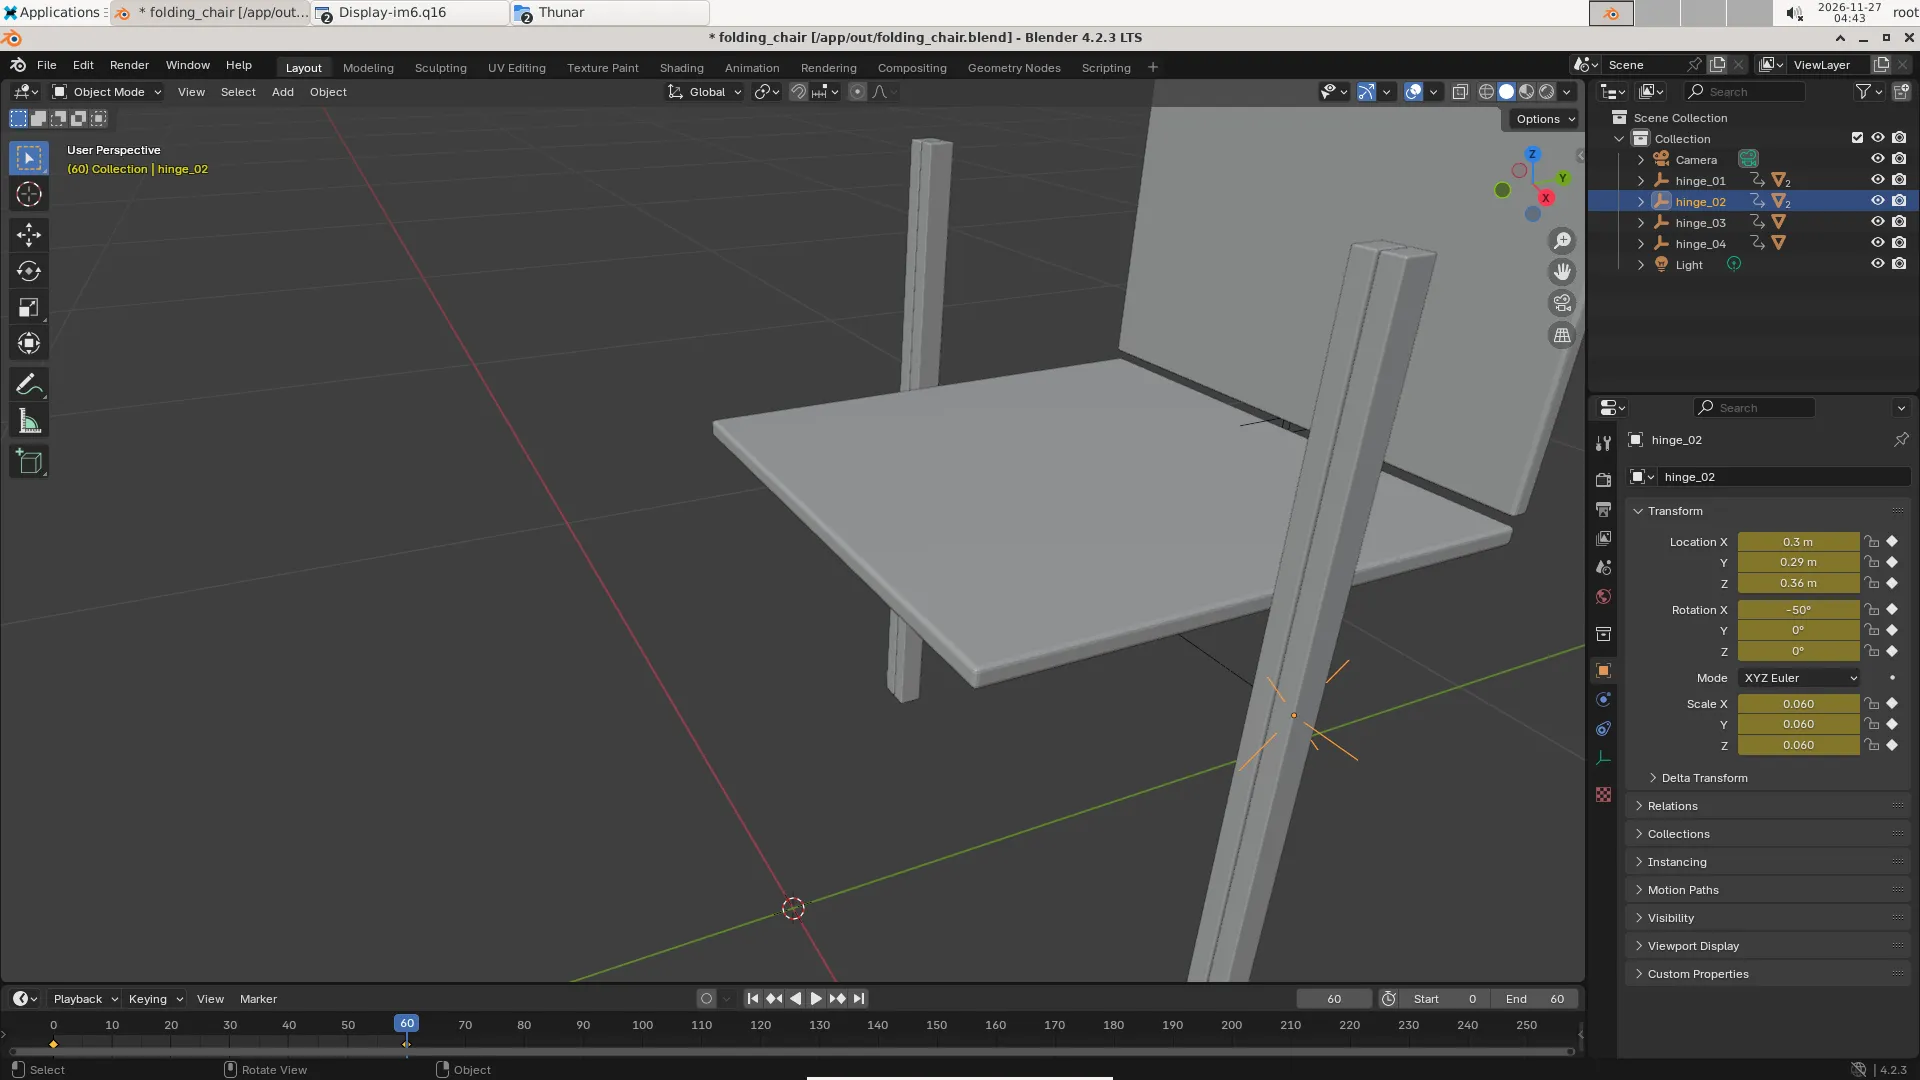 Applications
* folding_chair [/app/out...
2 Display-im6.q16
2 Thunar
2026-11-27
04:43
root
* folding_chair [/app/out/folding_chair.blend] - Blender 4.2.3 LTS
File Edit Render Window Help
Layout Modeling Sculpting UV Editing Texture Paint Shading Animation Rendering Compositing Geometry Nodes Scripting +
Scene
ViewLayer
Object Mode View Select Add Object
Global
Search
Options
User Perspective
(60) Collection | hinge_02
Z
Y
X
Scene Collection
Collection
Camera
hinge_01 2
hinge_02 2
hinge_03
hinge_04
Light
Search
hinge_02
hinge_02
Transform
Location X 0.3 m
Y 0.29 m
Z 0.36 m
Rotation X -50°
Y 0°
Z 0°
Mode XYZ Euler
Scale X 0.060
Y 0.060
Z 0.060
Delta Transform
Relations
Collections
Instancing
Motion Paths
Visibility
Viewport Display
Custom Properties
Playback Keying View Marker
60
Start 0
End 60
0 10 20 30 40 50 60 70 80 90 100 110 120 130 140 150 160 170 180 190 200 210 220 230 240 250
Select
Rotate View
Object
4.2.3